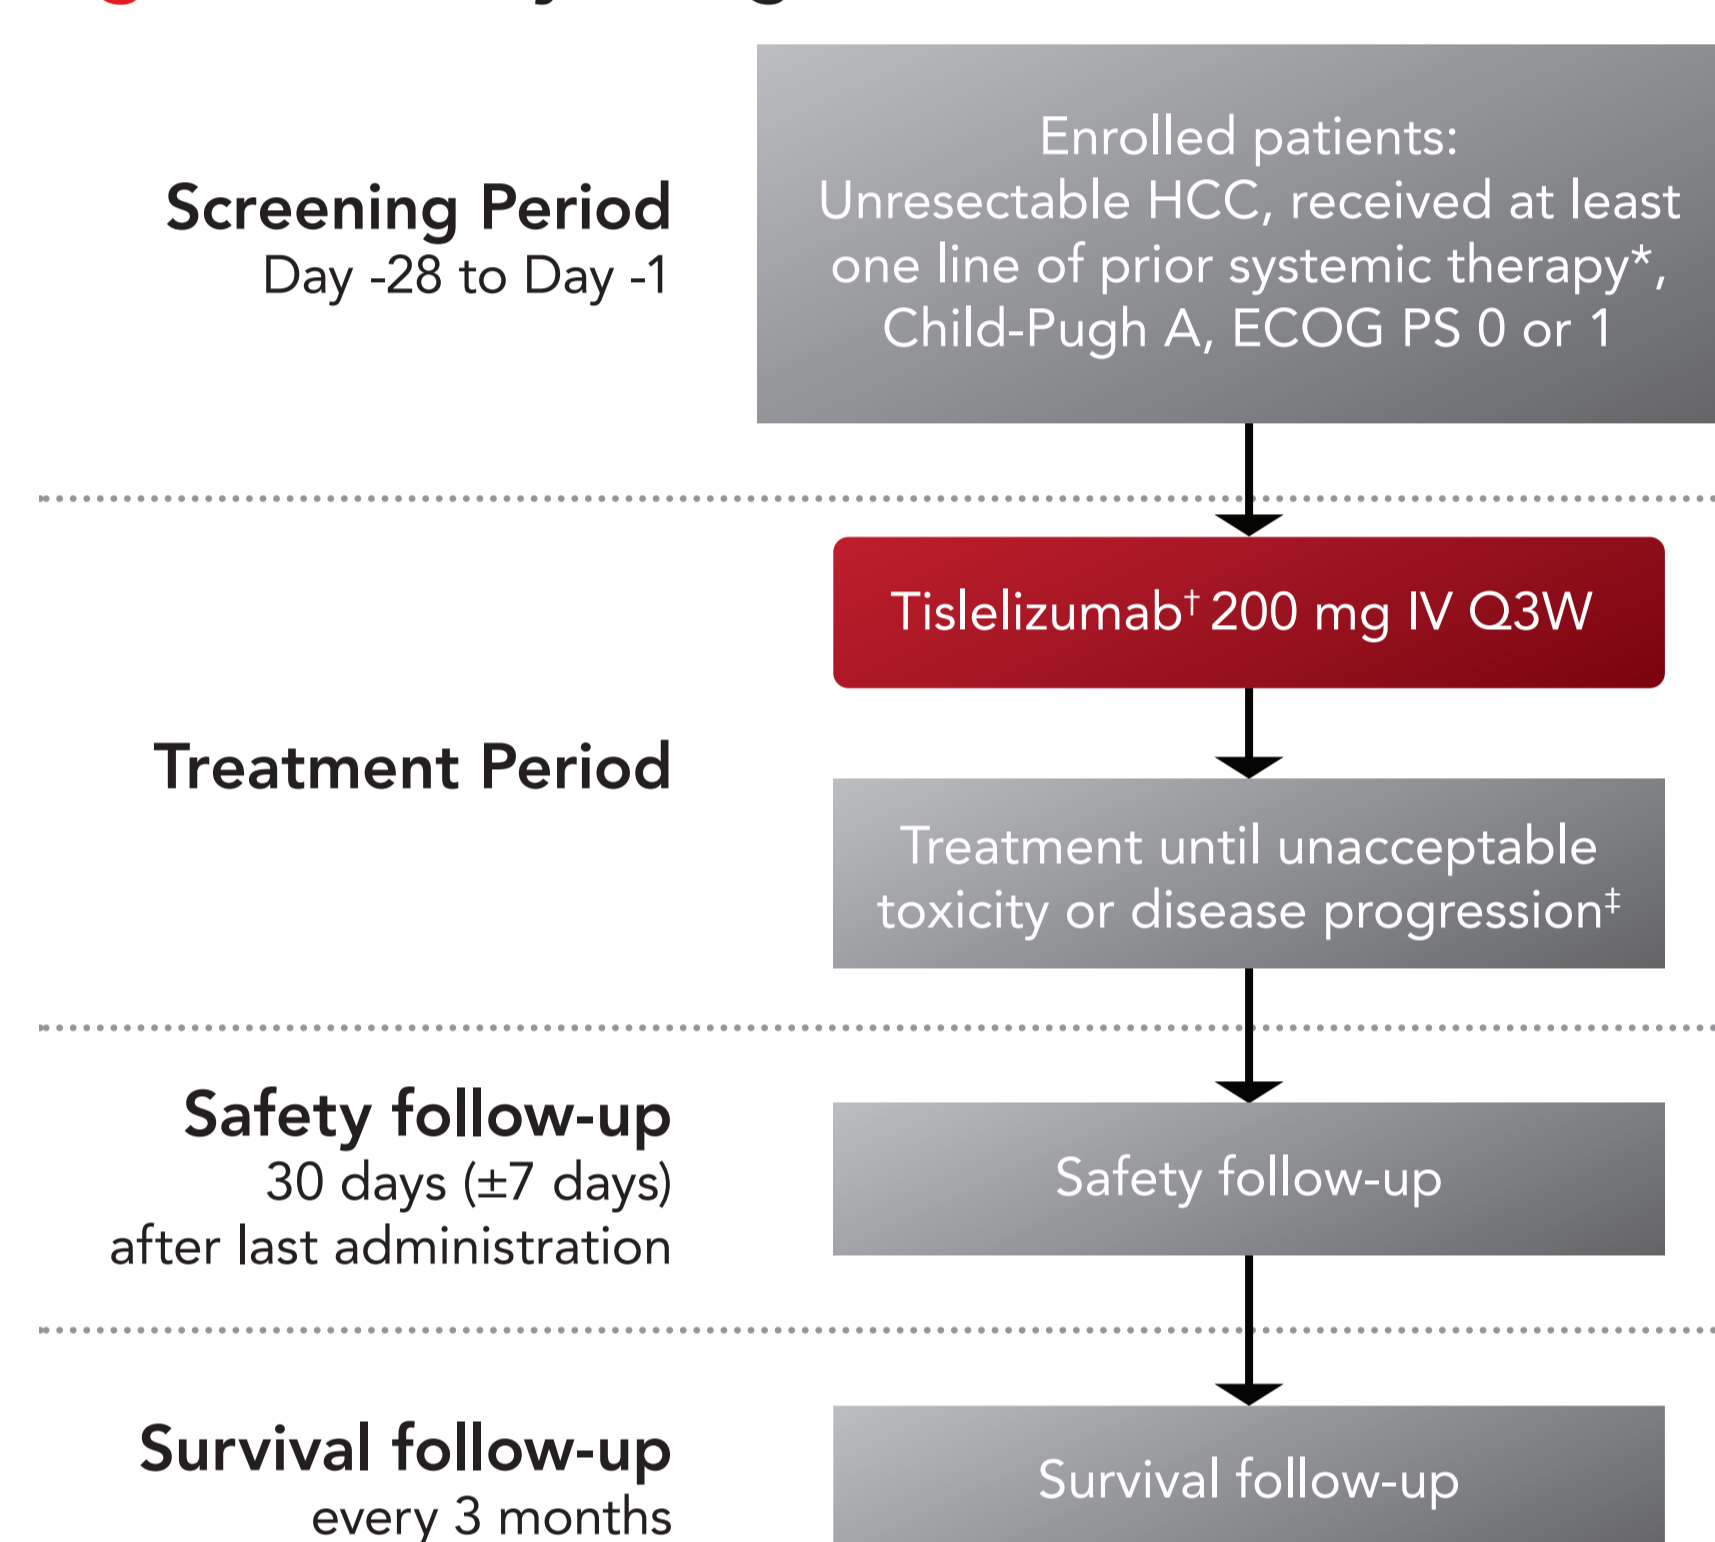 Screening Period
Day -28 to Day -1
Enrolled patients:
Unresectable HCC, received at least
one line of prior systemic therapy*,
Child-Pugh A, ECOG PS 0 or 1
Tislelizumab† 200 mg IV Q3W
Treatment Period
Treatment until unacceptable
toxicity or disease progression‡
Safety follow-up
30 days (±7 days)
after last administration
Safety follow-up
Survival follow-up
every 3 months
Survival follow-up